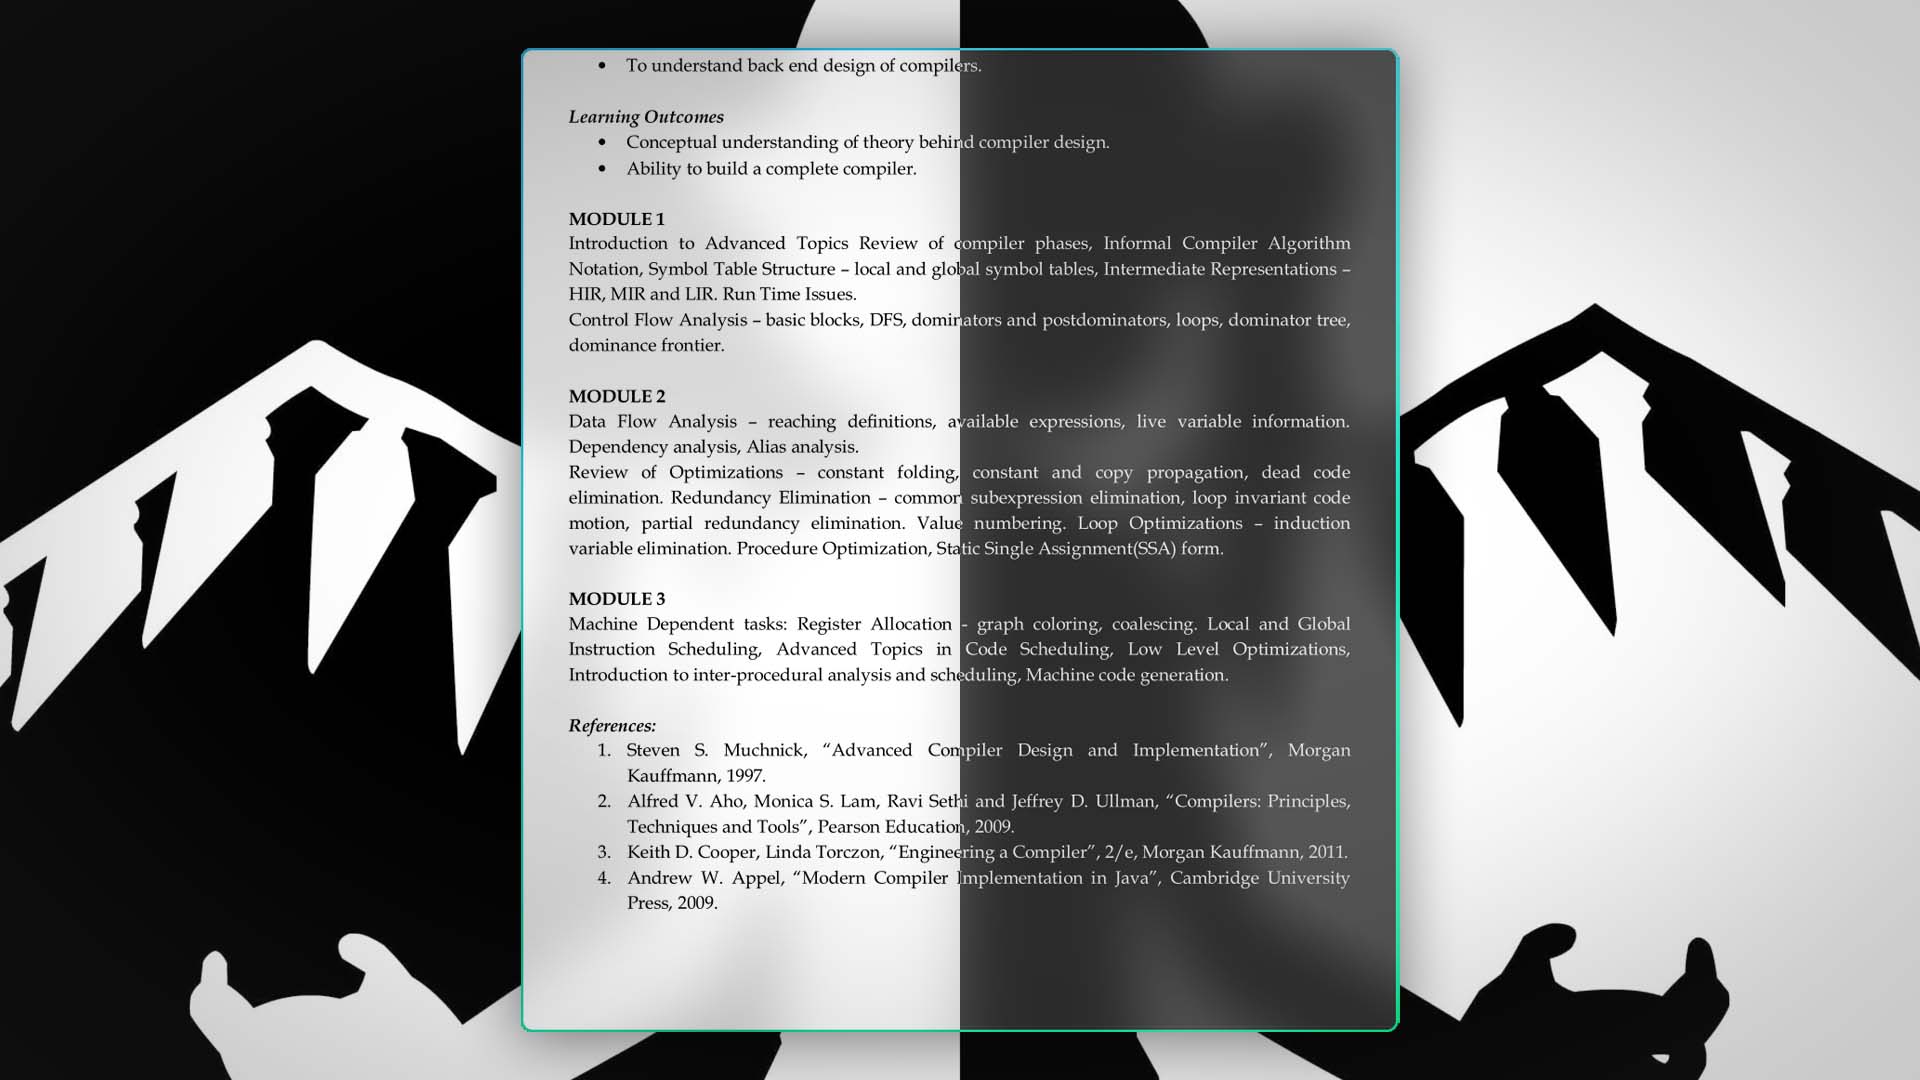 • To understand back end design of compilers.
Learning Outcomes
• Conceptual understanding of theory behind compiler design.
• Ability to build a complete compiler.
MODULE 1
Introduction to Advanced Topics Review of compiler phases, Informal Compiler Algorithm
Notation, Symbol Table Structure – local and global symbol tables, Intermediate Representations –
HIR, MIR and LIR. Run Time Issues.
Control Flow Analysis – basic blocks, DFS, dominators and postdominators, loops, dominator tree,
dominance frontier.
MODULE 2
Data Flow Analysis – reaching definitions, available expressions, live variable information.
Dependency analysis, Alias analysis.
Review of Optimizations – constant folding, constant and copy propagation, dead code
elimination. Redundancy Elimination – common subexpression elimination, loop invariant code
motion, partial redundancy elimination. Value numbering. Loop Optimizations – induction
variable elimination. Procedure Optimization, Static Single Assignment(SSA) form.
MODULE 3
Machine Dependent tasks: Register Allocation - graph coloring, coalescing. Local and Global
Instruction Scheduling, Advanced Topics in Code Scheduling, Low Level Optimizations,
Introduction to inter-procedural analysis and scheduling, Machine code generation.
References:
1. Steven S. Muchnick, “Advanced Compiler Design and Implementation”, Morgan
Kauffmann, 1997.
2. Alfred V. Aho, Monica S. Lam, Ravi Sethi and Jeffrey D. Ullman, “Compilers: Principles,
Techniques and Tools”, Pearson Education, 2009.
3. Keith D. Cooper, Linda Torczon, “Engineering a Compiler”, 2/e, Morgan Kauffmann, 2011.
4. Andrew W. Appel, “Modern Compiler Implementation in Java”, Cambridge University
Press, 2009.